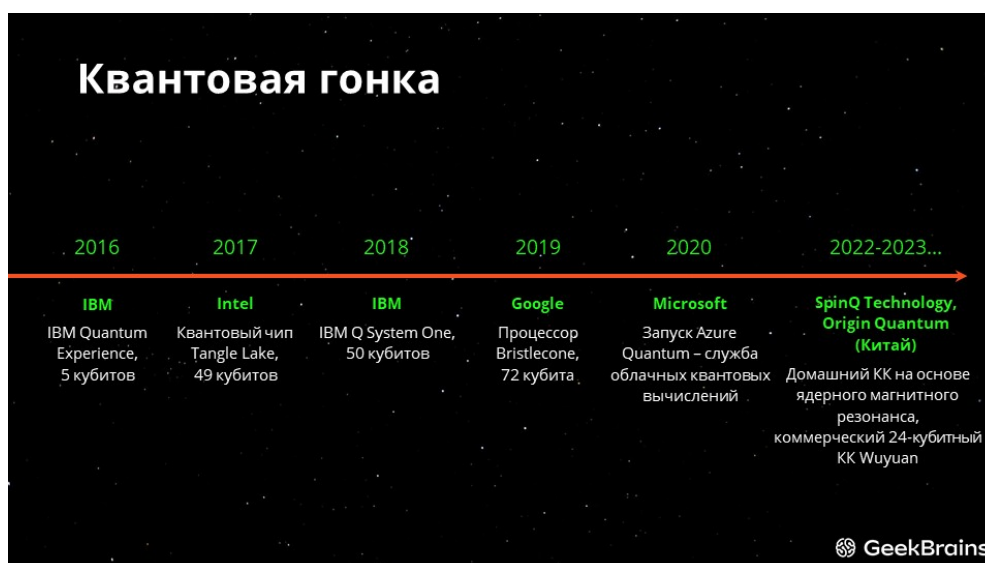 Квантовая гонка
2016
2017
2018
2019
2020
2022-2023...
IBM
IBM Quantum
Experience,
5 кубитов
Intel
Квантовый чип
Tangle Lake,
49 кубитов
IBM
IBM Q System One,
50 кубитов
Google
Процессор
Bristlecone,
72 кубита
Microsoft
Запуск Azure
Quantum – служба
облачных квантовых
вычислений
SpinQ Technology,
Origin Quantum
(Китай)
Домашний КК на основе
ядерного магнитного
резонанса,
коммерческий 24-кубитный
КК Wuyuan
GeekBrains